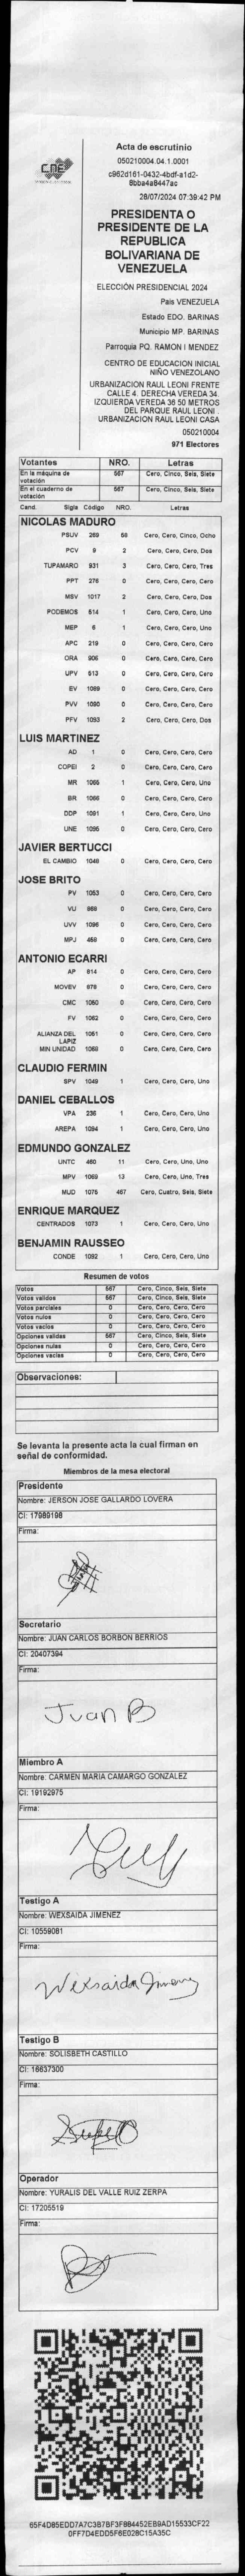 CNE
Acta de escrutinio
050210004.04.1.0001
c962d161-0432-4bdf-a1d2-
8bba4a8447ac
28/07/2024 07:39:42 PM
PRESIDENTA O
PRESIDENTE DE LA
REPUBLICA
BOLIVARIANA DE
VENEZUELA
ELECCIÓN PRESIDENCIAL 2024
País VENEZUELA
Estado EDO. BARINAS
Municipio MP. BARINAS
Parroquia PQ. RAMON I MENDEZ
CENTRO DE EDUCACION INICIAL
NIÑO VENEZOLANO
URBANIZACIÓN RAUL LEONI FRENTE
CALLE 4. DERECHA VEREDA 34.
IZQUIERDA VEREDA 36 50 METROS
DEL PARQUE RAUL LEONI .
URBANIZACION RAUL LEONI CASA
050210004
971 Electores
Votantes NRO. Letras
En la máquina de votación 567 Cero, Cinco, Seis, Siete
En el cuaderno de votación 567 Cero, Cinco, Seis, Siete
Cand. Sigla Código NRO. Letras
NICOLAS MADURO
PSUV 269 58 Cero, Cero, Cinco, Ocho
PCV 9 2 Cero, Cero, Cero, Dos
TUPAMARO 931 3 Cero, Cero, Cero, Tres
PPT 276 0 Cero, Cero, Cero, Cero
MSV 1017 2 Cero, Cero, Cero, Dos
PODEMOS 514 1 Cero, Cero, Cero, Uno
MEP 6 1 Cero, Cero, Cero, Uno
APC 219 0 Cero, Cero, Cero, Cero
ORA 906 0 Cero, Cero, Cero, Cero
UPV 513 0 Cero, Cero, Cero, Cero
EV 1089 0 Cero, Cero, Cero, Cero
PVV 1090 0 Cero, Cero, Cero, Cero
PFV 1093 2 Cero, Cero, Cero, Dos
LUIS MARTINEZ
AD 1 0 Cero, Cero, Cero, Cero
COPEI 2 0 Cero, Cero, Cero, Cero
MR 1065 1 Cero, Cero, Cero, Uno
BR 1066 0 Cero, Cero, Cero, Cero
DDP 1091 1 Cero, Cero, Cero, Uno
UNE 1095 0 Cero, Cero, Cero, Cero
JAVIER BERTUCCI
EL CAMBIO 1048 0 Cero, Cero, Cero, Cero
JOSE BRITO
PV 1053 0 Cero, Cero, Cero, Cero
VU 988 0 Cero, Cero, Cero, Cero
UVV 1096 0 Cero, Cero, Cero, Cero
MPJ 458 0 Cero, Cero, Cero, Cero
ANTONIO ECARRI
AP 814 0 Cero, Cero, Cero, Cero
MOVEV 979 0 Cero, Cero, Cero, Cero
CMC 1050 0 Cero, Cero, Cero, Cero
FV 1062 0 Cero, Cero, Cero, Cero
ALIANZA DEL LAPIZ 1051 0 Cero, Cero, Cero, Cero
MIN UNIDAD 1068 0 Cero, Cero, Cero, Cero
CLAUDIO FERMIN
SPV 1049 1 Cero, Cero, Cero, Uno
DANIEL CEBALLOS
VPA 236 1 Cero, Cero, Cero, Uno
AREPA 1094 1 Cero, Cero, Cero, Uno
EDMUNDO GONZALEZ
UNTC 460 11 Cero, Cero, Uno, Uno
MPV 1069 13 Cero, Cero, Uno, Tres
MUD 1075 467 Cero, Cuatro, Seis, Siete
ENRIQUE MARQUEZ
CENTRADOS 1073 1 Cero, Cero, Cero, Uno
BENJAMIN RAUSSEO
CONDE 1092 1 Cero, Cero, Cero, Uno
Resumen de votos
Votos 567 Cero, Cinco, Seis, Siete
Votos validos 567 Cero, Cinco, Seis, Siete
Votos parciales 0 Cero, Cero, Cero, Cero
Votos nulos 0 Cero, Cero, Cero, Cero
Votos vacios 0 Cero, Cero, Cero, Cero
Opciones validas 567 Cero, Cinco, Seis, Siete
Opciones nulas 0 Cero, Cero, Cero, Cero
Opciones vacias 0 Cero, Cero, Cero, Cero
Observaciones:
Se levanta la presente acta la cual firman en
señal de conformidad.
Miembros de la mesa electoral
Presidente
Nombre: JERSON JOSE GALLARDO LOVERA
CI: 17989198
Firma:
Secretario
Nombre: JUAN CARLOS BORBON BERRIOS
CI: 20407394
Firma:
Juan B
Miembro A
Nombre: CARMEN MARIA CAMARGO GONZALEZ
CI: 19192975
Firma:
Testigo A
Nombre: WEXSAIDA JIMENEZ
CI: 10559081
Firma:
Wexsaida Jimenez
Testigo B
Nombre: SOLISBETH CASTILLO
CI: 16637300
Firma:
Operador
Nombre: YURALIS DEL VALLE RUIZ ZERPA
CI: 17205519
Firma:
65F4D85EDD7A7C3B7BF3F884452EB9AD15533CF22
0FF7D4EDD5F6E028C15A35C